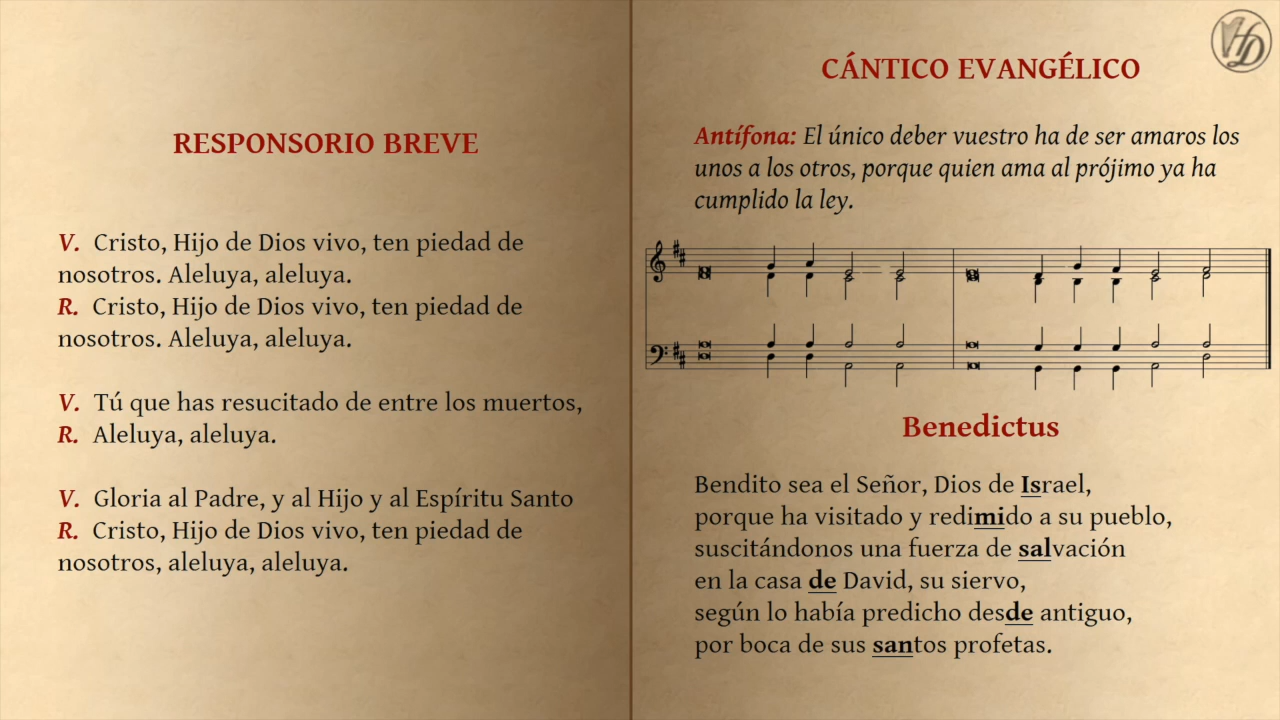 RESPONSORIO BREVE
V. Cristo, Hijo de Dios vivo, ten piedad de
nosotros. Aleluya, aleluya.
R. Cristo, Hijo de Dios vivo, ten piedad de
nosotros. Aleluya, aleluya.
V. Tú que has resucitado de entre los muertos,
R. Aleluya, aleluya.
V. Gloria al Padre, y al Hijo y al Espíritu Santo
R. Cristo, Hijo de Dios vivo, ten piedad de
nosotros, aleluya, aleluya.
HD
CÁNTICO EVANGÉLICO
Antífona: El único deber vuestro ha de ser amaros los
unos a los otros, porque quien ama al prójimo ya ha
cumplido la ley.
Benedictus
Bendito sea el Señor, Dios de Israel,
porque ha visitado y redimido a su pueblo,
suscitándonos una fuerza de salvación
en la casa de David, su siervo,
según lo había predicho desde antiguo,
por boca de sus santos profetas.